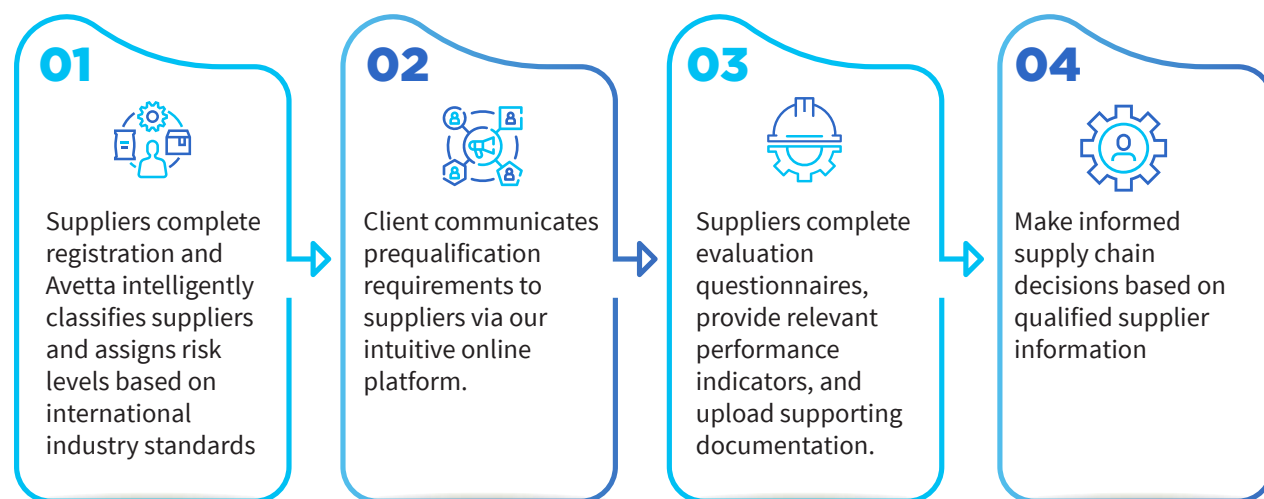 01
Suppliers complete
registration and
Avetta intelligently
classifies suppliers
and assigns risk
levels based on
international
industry standards
02
Client communicates
prequalification
requirements to
suppliers via our
intuitive online
platform.
03
Suppliers complete
evaluation
questionnaires,
provide relevant
performance
indicators, and
upload supporting
documentation.
04
Make informed
supply chain
decisions based on
qualified supplier
information